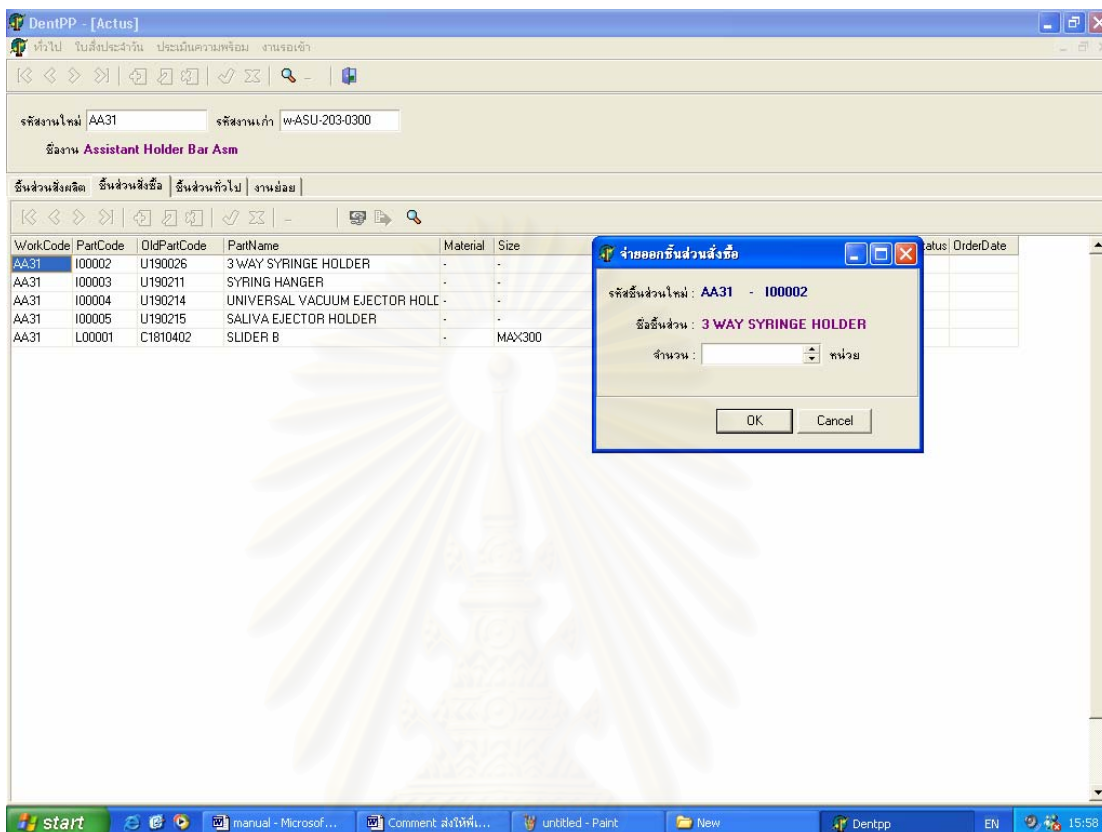 DentPP - [Actus]
ทั่วไป ใบสั่งประจำวัน ประเมินความพร้อม งานรอเข้า
รหัสงานใหม่ AA31 รหัสงานเก่า w-ASU-203-0300
ชื่องาน Assistant Holder Bar Asm
ชิ้นส่วนสั่งผลิต ชิ้นส่วนสั่งซื้อ ชิ้นส่วนทั่วไป งานย่อย
WorkCode PartCode OldPartCode PartName Material Size atus OrderDate
AA31 I00002 U190026 3 WAY SYRINGE HOLDER - -
AA31 I00003 U190211 SYRING HANGER - -
AA31 I00004 U190214 UNIVERSAL VACUUM EJECTOR HOLE - -
AA31 I00005 U190215 SALIVA EJECTOR HOLDER - -
AA31 L00001 C1810402 SLIDER B - MAX300
จ่ายออกชิ้นส่วนสั่งซื้อ
รหัสชิ้นส่วนใหม่ : AA31 - I00002
ชื่อชิ้นส่วน : 3 WAY SYRINGE HOLDER
จำนวน : หน่วย
OK Cancel
start manual - Microsof... Comment ส่งให้พี่... untitled - Paint New Dentpp EN 15:58